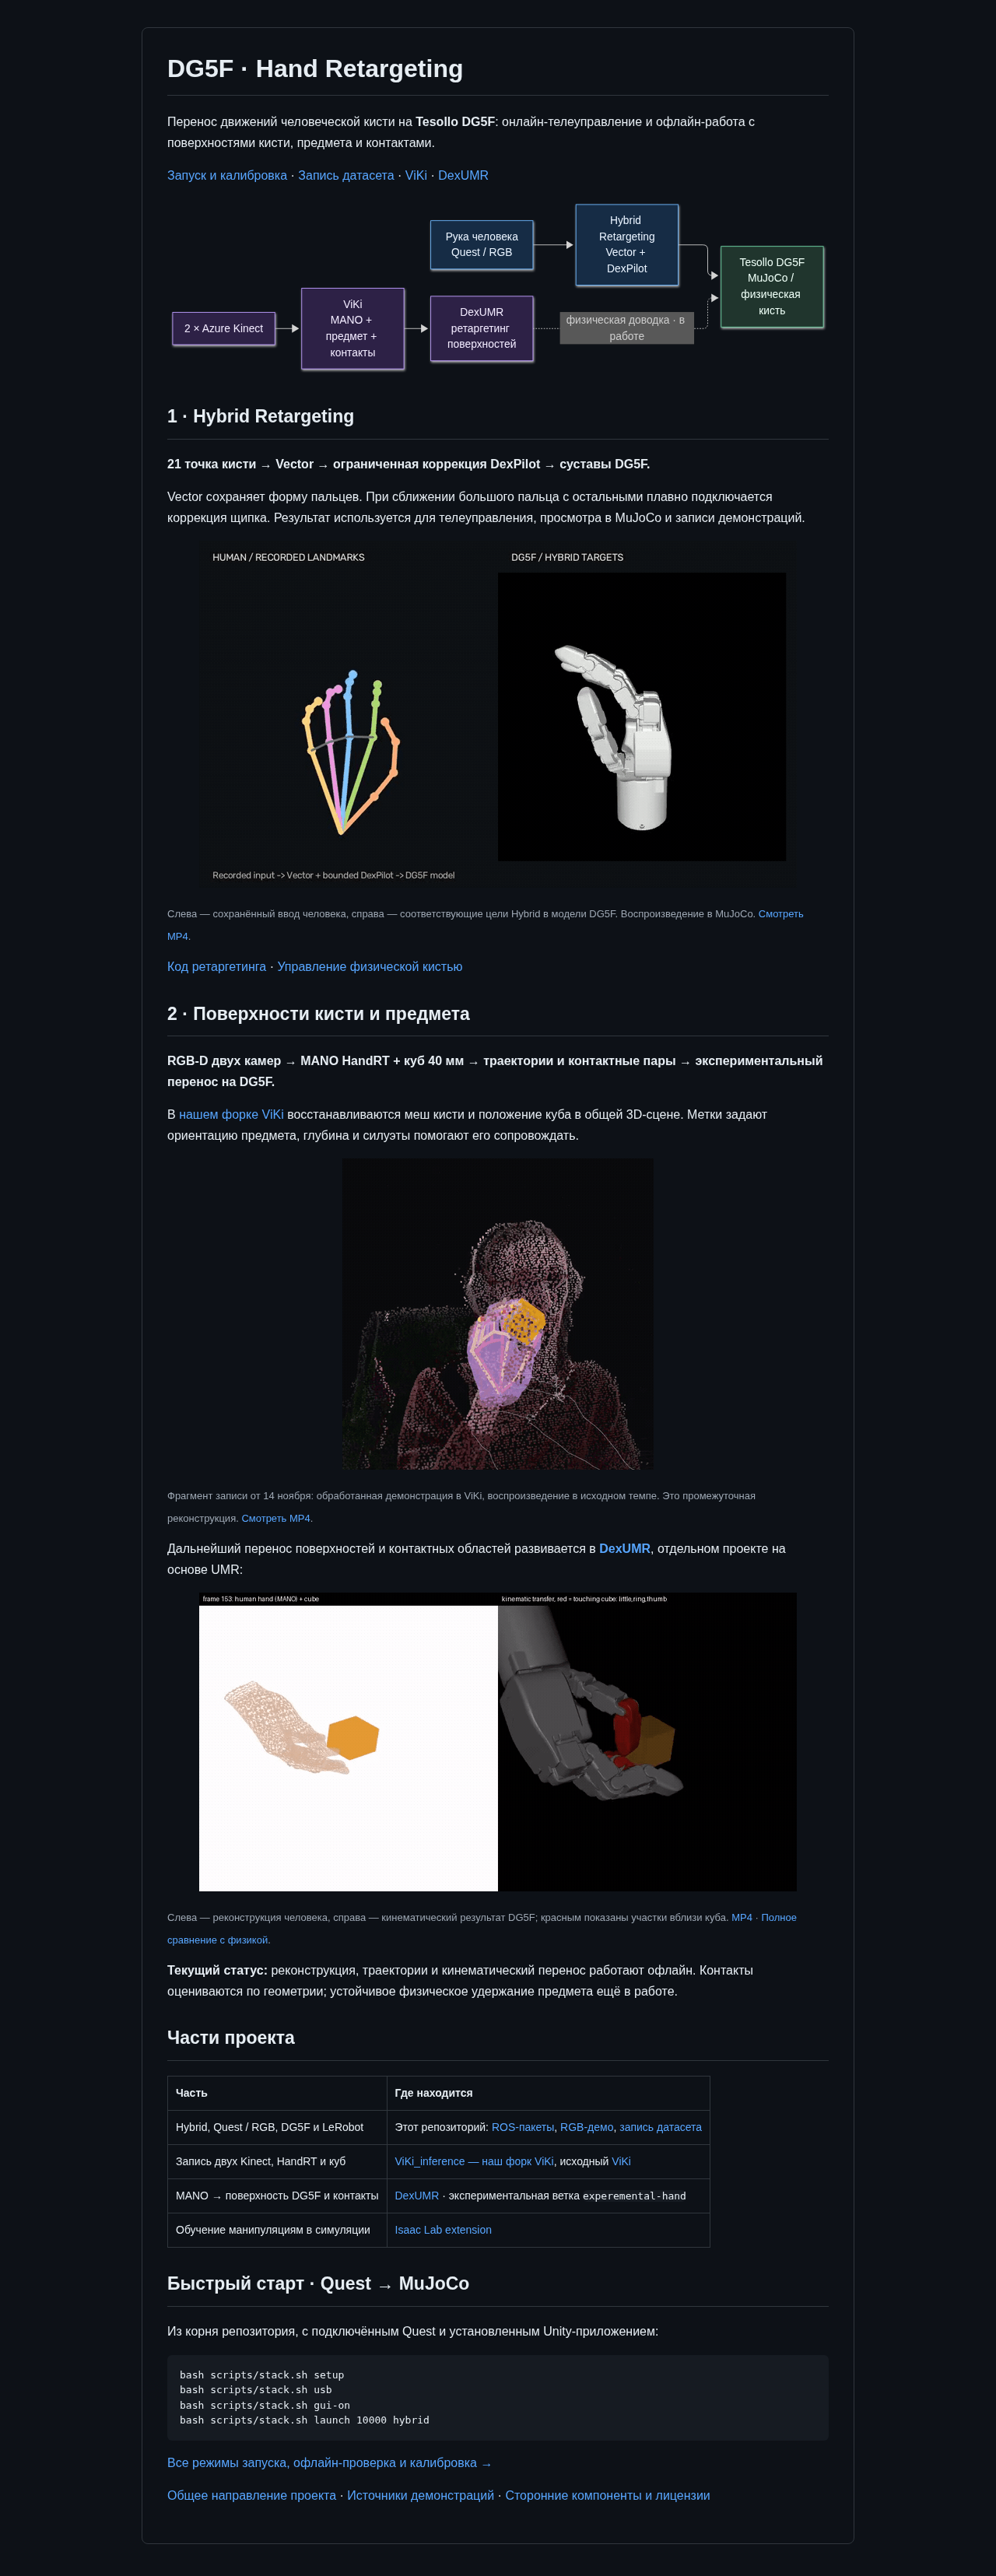 DG5F · Hand Retargeting
Перенос движений человеческой кисти на Tesollo DG5F: онлайн-телеуправление и офлайн-работа с
поверхностями кисти, предмета и контактами.
Запуск и калибровка · Запись датасета · ViKi · DexUMR
Рука человека
Quest / RGB
Hybrid
Retargeting
Vector +
DexPilot
Tesollo DG5F
MuJoCo /
физическая
кисть
2 × Azure Kinect
ViKi
MANO +
предмет +
контакты
DexUMR
ретаргетинг
поверхностей
физическая доводка · в
работе
1 · Hybrid Retargeting
21 точка кисти → Vector → ограниченная коррекция DexPilot → суставы DG5F.
Vector сохраняет форму пальцев. При сближении большого пальца с остальными плавно подключается
коррекция щипка. Результат используется для телеуправления, просмотра в MuJoCo и записи демонстраций.
HUMAN / RECORDED LANDMARKS
DG5F / HYBRID TARGETS
Recorded input -> Vector + bounded DexPilot -> DG5F model
Слева — сохранённый ввод человека, справа — соответствующие цели Hybrid в модели DG5F. Воспроизведение в MuJoCo. Смотреть
MP4.
Код ретаргетинга · Управление физической кистью
2 · Поверхности кисти и предмета
RGB-D двух камер → MANO HandRT + куб 40 мм → траектории и контактные пары → экспериментальный
перенос на DG5F.
В нашем форке ViKi восстанавливаются меш кисти и положение куба в общей 3D-сцене. Метки задают
ориентацию предмета, глубина и силуэты помогают его сопровождать.
Фрагмент записи от 14 ноября: обработанная демонстрация в ViKi, воспроизведение в исходном темпе. Это промежуточная
реконструкция. Смотреть MP4.
Дальнейший перенос поверхностей и контактных областей развивается в DexUMR, отдельном проекте на
основе UMR:
frame 153: human hand (MANO) + cube
kinematic transfer, red = touching cube: little,ring,thumb
Слева — реконструкция человека, справа — кинематический результат DG5F; красным показаны участки вблизи куба. MP4 · Полное
сравнение с физикой.
Текущий статус: реконструкция, траектории и кинематический перенос работают офлайн. Контакты
оцениваются по геометрии; устойчивое физическое удержание предмета ещё в работе.
Части проекта
Часть
Где находится
Hybrid, Quest / RGB, DG5F и LeRobot
Этот репозиторий: ROS-пакеты, RGB-демо, запись датасета
Запись двух Kinect, HandRT и куб
ViKi_inference — наш форк ViKi, исходный ViKi
MANO → поверхность DG5F и контакты
DexUMR · экспериментальная ветка experemental-hand
Обучение манипуляциям в симуляции
Isaac Lab extension
Быстрый старт · Quest → MuJoCo
Из корня репозитория, с подключённым Quest и установленным Unity-приложением:
bash scripts/stack.sh setup
bash scripts/stack.sh usb
bash scripts/stack.sh gui-on
bash scripts/stack.sh launch 10000 hybrid
Все режимы запуска, офлайн-проверка и калибровка →
Общее направление проекта · Источники демонстраций · Сторонние компоненты и лицензии